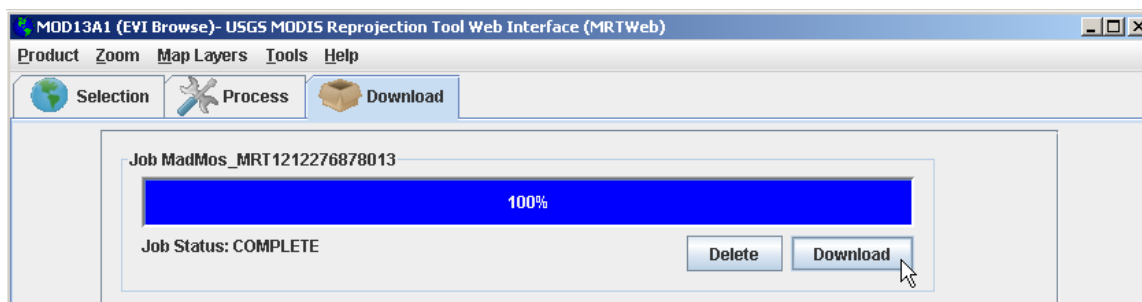 MOD13A1 (EVI Browse)- USGS MODIS Reprojection Tool Web Interface (MRTWeb)
Product Zoom Map Layers Tools Help
Selection Process Download
Job MadMos_MRT1212276878013
100%
Job Status: COMPLETE
Delete Download